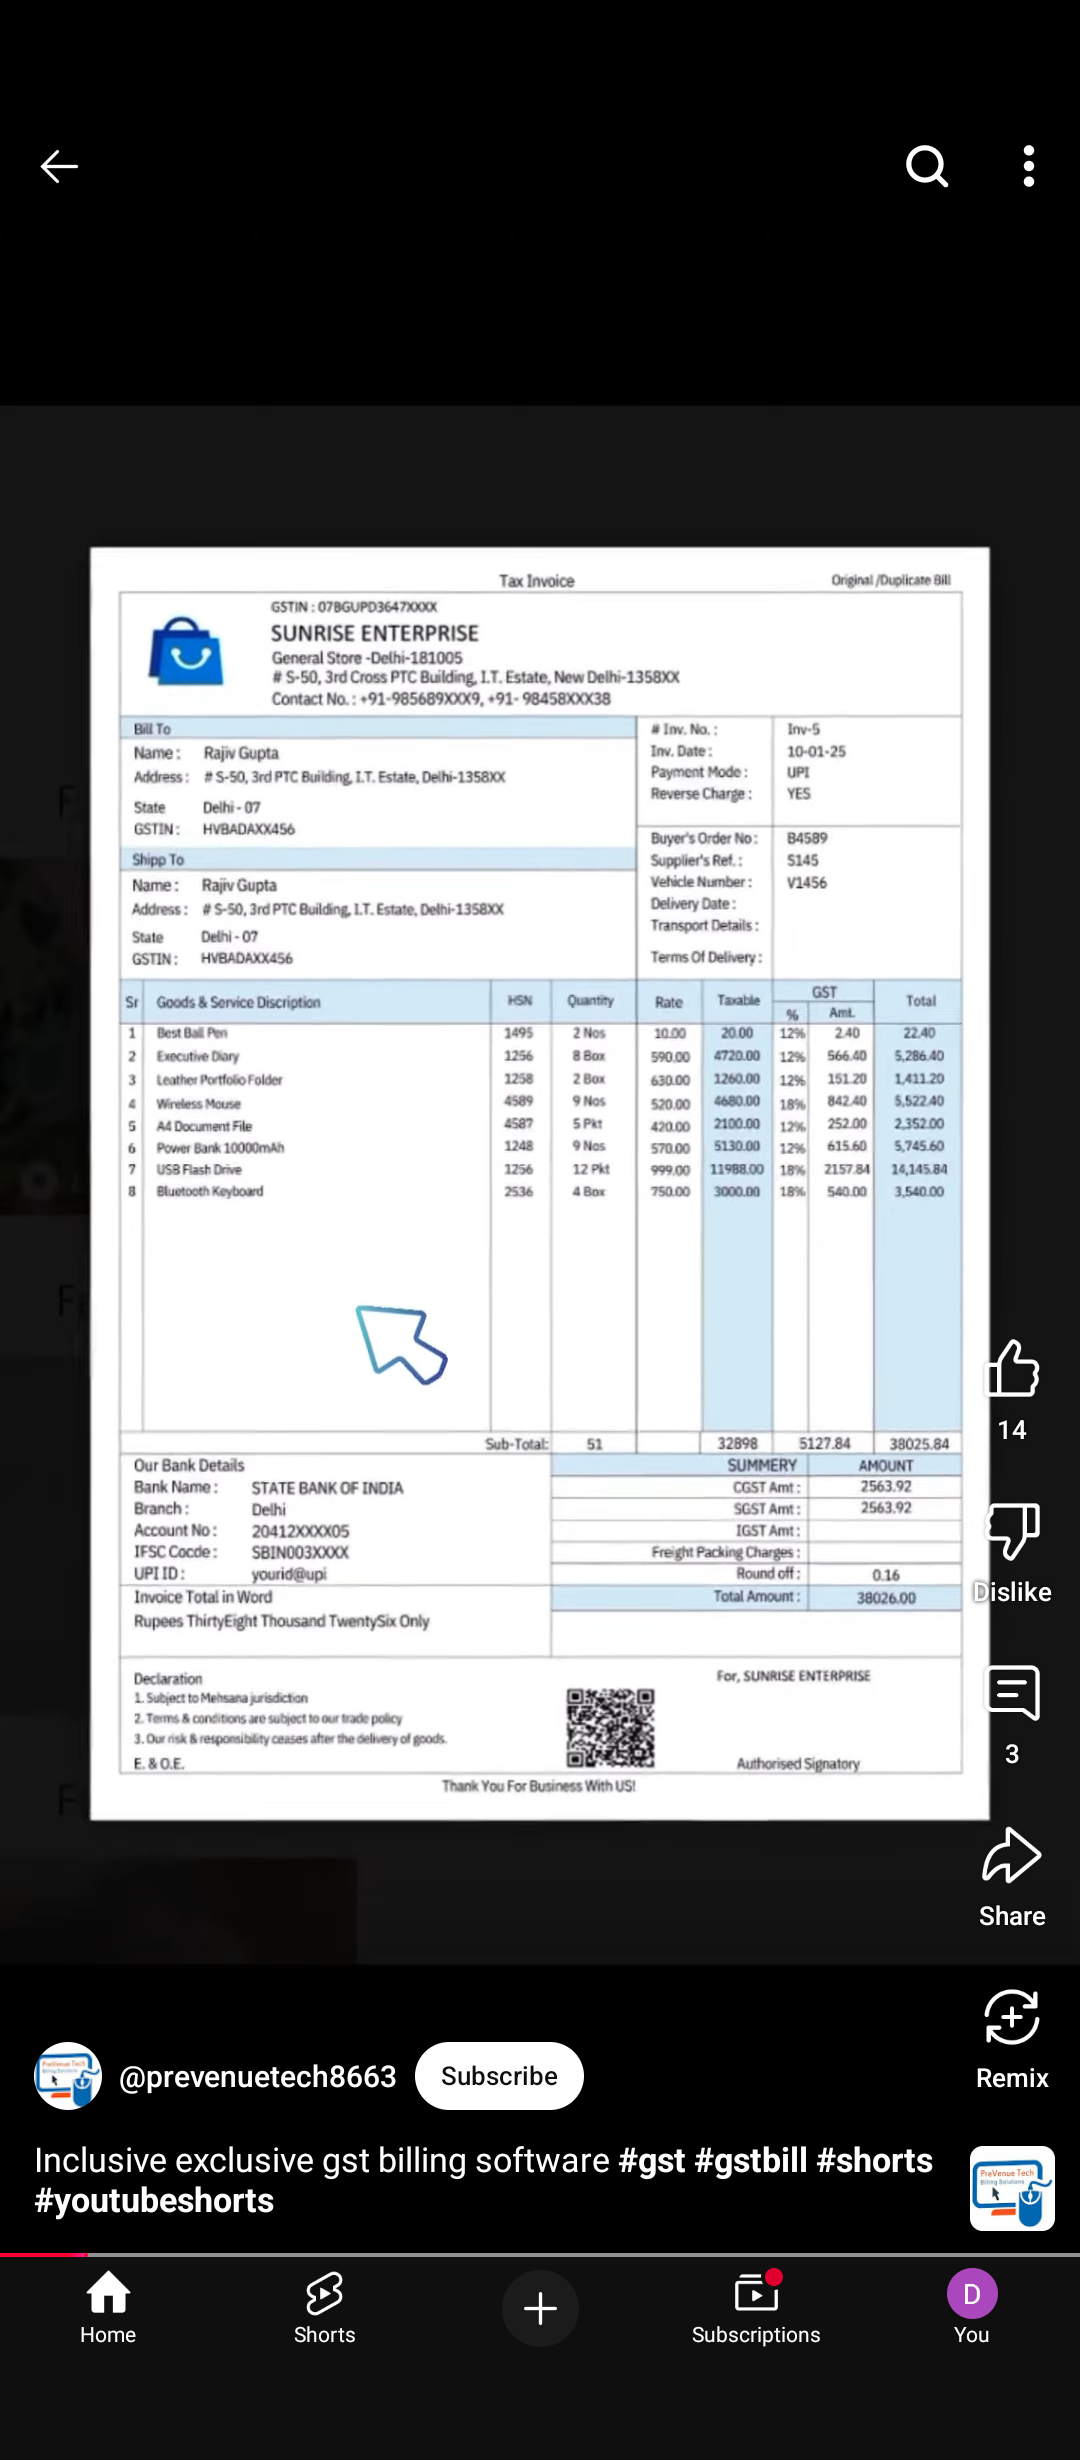 Tax Invoice
Original /Duplicate Bill
GSTIN : 07BGUPD3647XXXX
SUNRISE ENTERPRISE
General Store -Delhi-181005
# S-50, 3rd Cross PTC Building, I.T. Estate, New Delhi-1358XX
Contact No. : +91-985689XXX9, +91- 98458XXX38
Bill To
Name : Rajiv Gupta
Address : # S-50, 3rd PTC Building, I.T. Estate, Delhi-1358XX
State Delhi - 07
GSTIN : HVBADAXX456
Shipp To
Name : Rajiv Gupta
Address : # S-50, 3rd PTC Building, I.T. Estate, Delhi-1358XX
State Delhi - 07
GSTIN : HVBADAXX456
# Inv. No. : Inv-5
Inv. Date : 10-01-25
Payment Mode : UPI
Reverse Charge : YES
Buyer's Order No : B4589
Supplier's Ref. : S145
Vehicle Number : V1456
Delivery Date :
Transport Details :
Terms Of Delivery :
Sr Goods & Service Discription HSN Quantity Rate Taxable GST Total
% Amt.
1 Best Ball Pen 1495 2 Nos 10.00 20.00 12% 2.40 22.40
2 Executive Diary 1256 8 Box 590.00 4720.00 12% 566.40 5,286.40
3 Leather Portfolio Folder 1258 2 Box 630.00 1260.00 12% 151.20 1,411.20
4 Wireless Mouse 4589 9 Nos 520.00 4680.00 18% 842.40 5,522.40
5 A4 Document File 4587 5 Pkt 420.00 2100.00 12% 252.00 2,352.00
6 Power Bank 10000mAh 1248 9 Nos 570.00 5130.00 12% 615.60 5,745.60
7 USB Flash Drive 1256 12 Pkt 999.00 11988.00 18% 2157.84 14,145.84
8 Bluetooth Keyboard 2536 4 Box 750.00 3000.00 18% 540.00 3,540.00
Sub-Total: 51 32898 5127.84 38025.84
Our Bank Details
Bank Name : STATE BANK OF INDIA
Branch : Delhi
Account No : 20412XXXX05
IFSC Cocde : SBIN003XXXX
UPI ID : yourid@upi
SUMMERY AMOUNT
CGST Amt : 2563.92
SGST Amt : 2563.92
IGST Amt :
Freight Packing Charges :
Round off : 0.16
Total Amount : 38026.00
Invoice Total in Word
Rupees ThirtyEight Thousand TwentySix Only
Declaration
1. Subject to Mehsana jurisdiction
2. Terms & conditions are subject to our trade policy
3. Our risk & responsibility ceases after the delivery of goods.
E. & O.E.
For, SUNRISE ENTERPRISE
Authorised Signatory
Thank You For Business With US!
14
Dislike
3
Share
Remix
PreVenue Tech
@prevenuetech8663
Subscribe
Inclusive exclusive gst billing software #gst #gstbill #shorts
#youtubeshorts
PreVenue Tech
Billing Solutions
Home
Shorts
Subscriptions
D
You